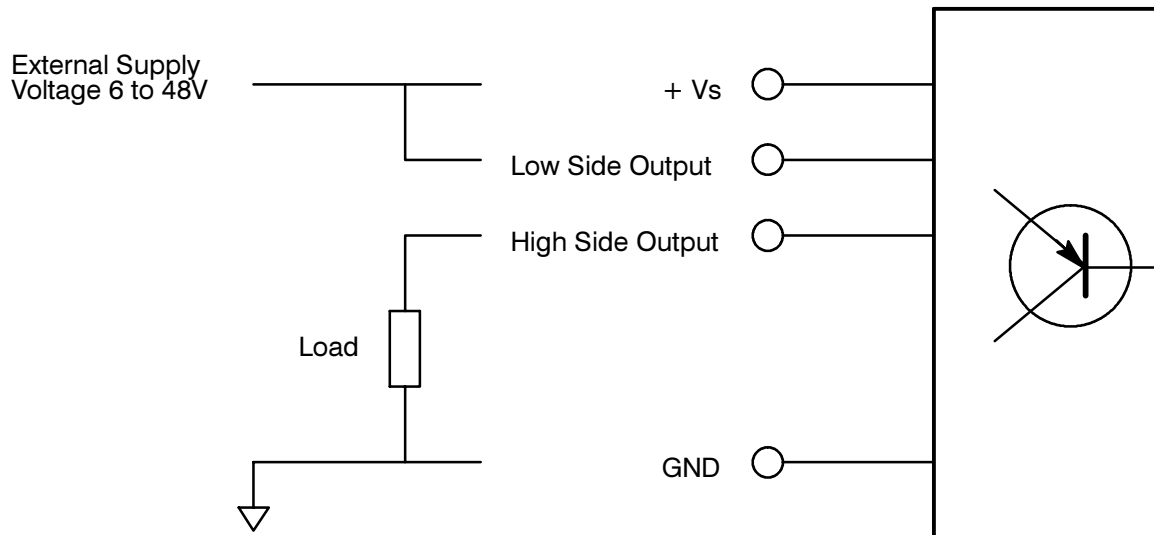 External Supply
Voltage 6 to 48V
+ Vs
Low Side Output
High Side Output
Load
GND